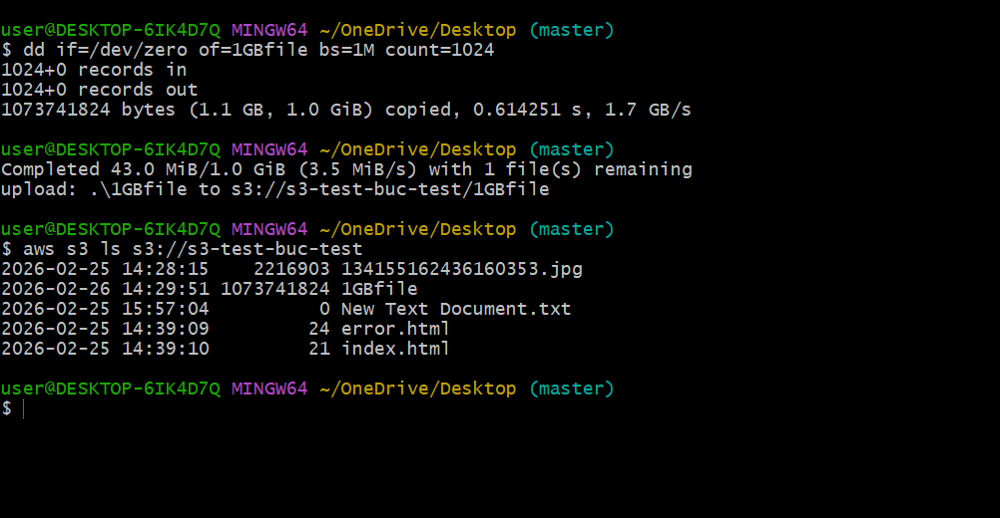 user@DESKTOP-6IK4D7Q MINGW64 ~/OneDrive/Desktop (master)
$ dd if=/dev/zero of=1GBfile bs=1M count=1024
1024+0 records in
1024+0 records out
1073741824 bytes (1.1 GB, 1.0 GiB) copied, 0.614251 s, 1.7 GB/s
user@DESKTOP-6IK4D7Q MINGW64 ~/OneDrive/Desktop (master)
Completed 43.0 MiB/1.0 GiB (3.5 MiB/s) with 1 file(s) remaining
upload: .\1GBfile to s3://s3-test-buc-test/1GBfile
user@DESKTOP-6IK4D7Q MINGW64 ~/OneDrive/Desktop (master)
$ aws s3 ls s3://s3-test-buc-test
2026-02-25 14:28:15    2216903 134155162436160353.jpg
2026-02-26 14:29:51 1073741824 1GBfile
2026-02-25 15:57:04          0 New Text Document.txt
2026-02-25 14:39:09         24 error.html
2026-02-25 14:39:10         21 index.html
user@DESKTOP-6IK4D7Q MINGW64 ~/OneDrive/Desktop (master)
$